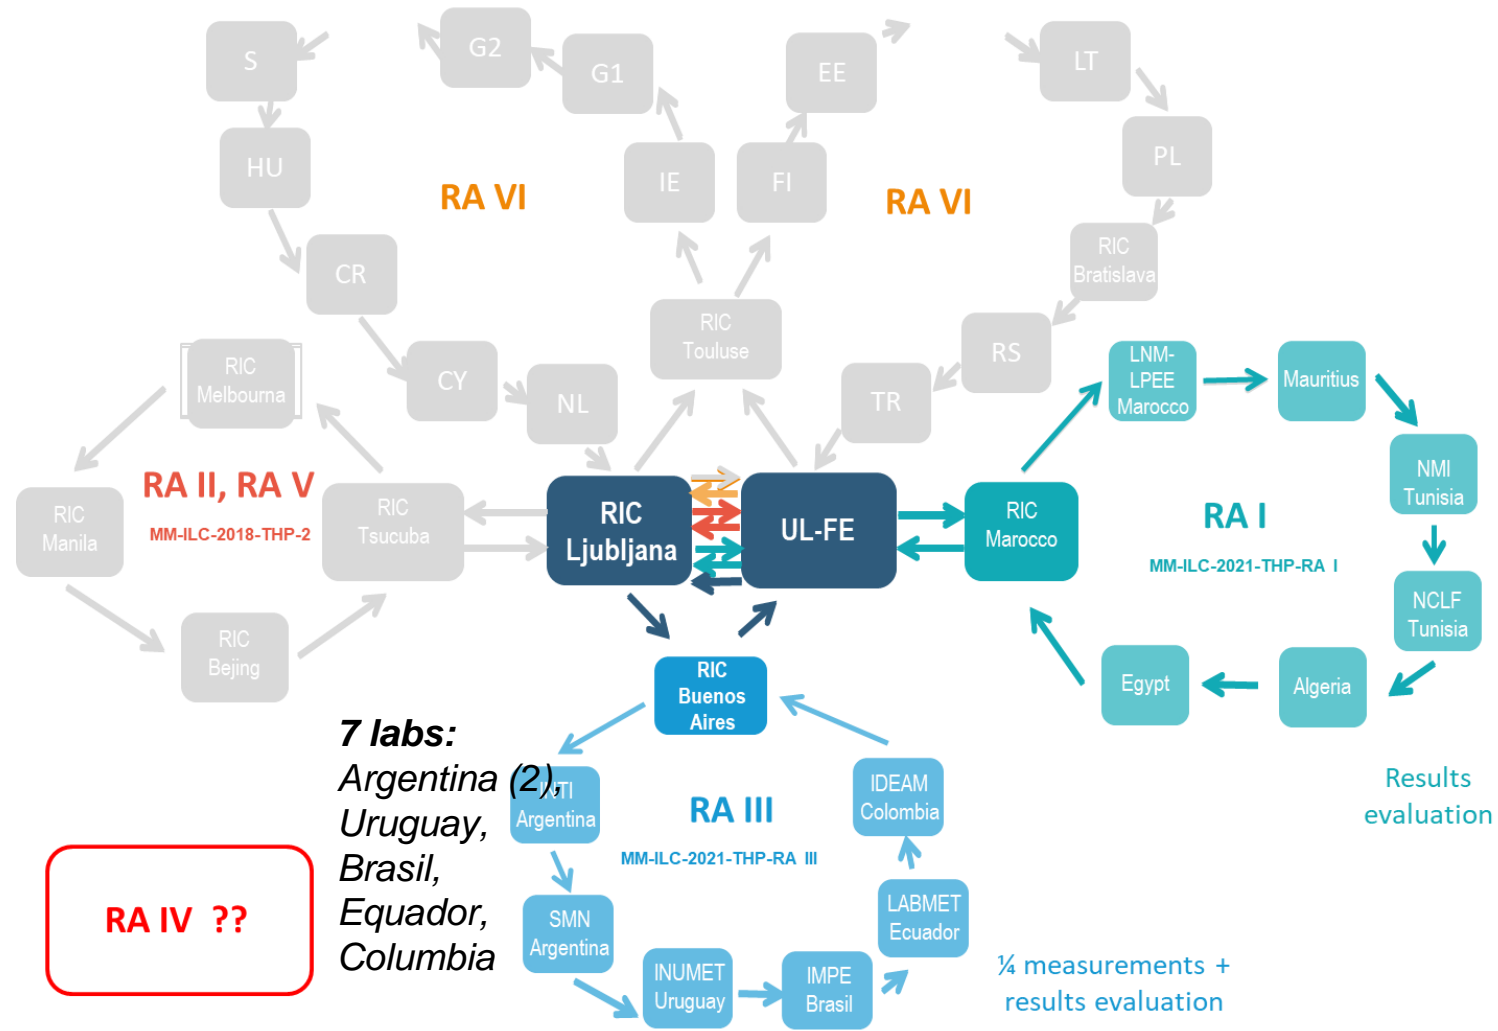 S
G2
G1
EE
LT
HU
IE
FI
PL
RA VI
RA VI
CR
RIC
Bratislava
RIC
Touluse
RS
CY
NL
TR
RIC
Melbourna
RA II, RA V
MM-ILC-2018-THP-2
RIC
Manila
RIC
Tsucuba
RIC
Bejing
RIC
Ljubljana
UL-FE
RIC
Marocco
LNM-
LPEE
Marocco
Mauritius
NMI
Tunisia
RA I
MM-ILC-2021-THP-RA I
NCLF
Tunisia
Algeria
Egypt
Results
evaluation
RIC
Buenos
Aires
7 labs:
Argentina (2),
Uruguay,
Brasil,
Equador,
Columbia
INTI
Argentina
RA III
MM-ILC-2021-THP-RA III
IDEAM
Colombia
SMN
Argentina
LABMET
Ecuador
INUMET
Uruguay
IMPE
Brasil
¼ measurements +
results evaluation
RA IV ??